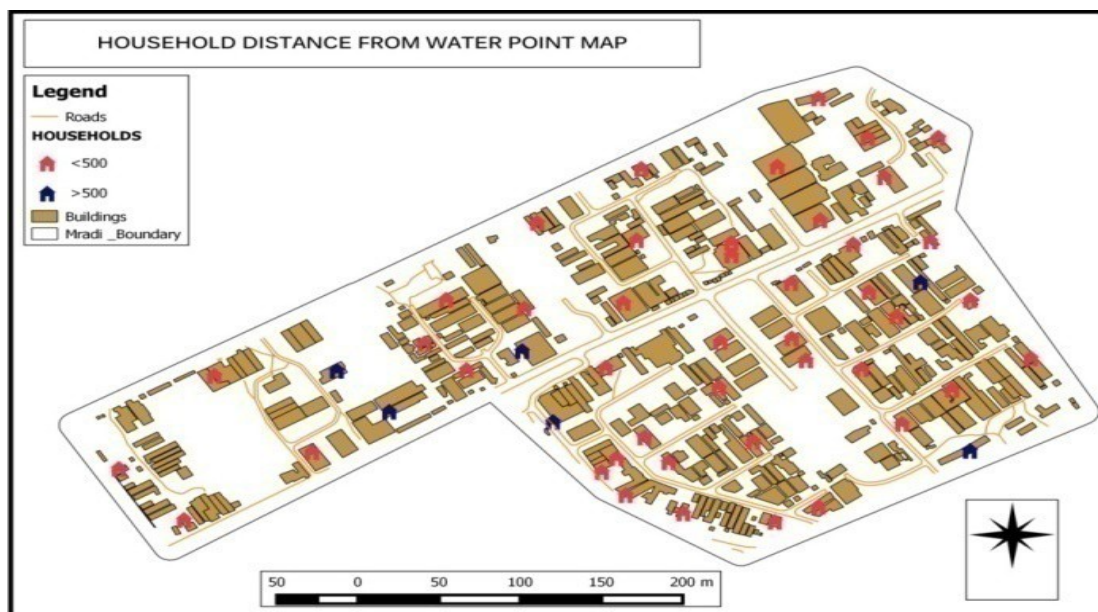 HOUSEHOLD DISTANCE FROM WATER POINT MAP
Legend
Roads
HOUSEHOLDS
<500
>500
Buildings
Mradi _Boundary
50 0 50 100 150 200 m